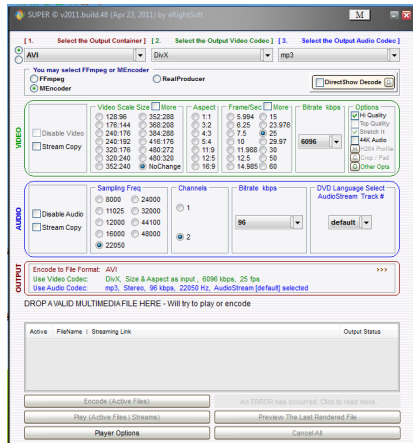 SUPER © v2011.build.48 (Apr 23, 2011) by eRightSoft M
[ 1. Select the Output Container ] [ 2. Select the Output Video Codec ] [ 3. Select the Output Audio Codec ]
AVI DivX mp3
You may select FFmpeg or MEncoder
FFmpeg RealProducer
MEncoder
DirectShow Decode
VIDEO
Disable Video
Stream Copy
Video Scale Size More
128:96 352:288
176:144 368:208
240:176 384:288
240:192 416:176
320:176 480:272
320:240 480:320
352:240 NoChange
Aspect
1:1
3:2
4:3
5:4
11:9
12:5
16:9
Frame/Sec More
5.994 15
6.25 23.976
7.5 25
10 29.97
11.988 30
12.5 50
14.985 60
Bitrate kbps
6096
Options
Hi Quality
Top Quality
Stretch It
44K Audio
H264 Profile
Crop / Pad
Other Opts
AUDIO
Disable Audio
Stream Copy
Sampling Freq
8000 24000
11025 32000
12000 44100
16000 48000
22050
Channels
1
2
Bitrate kbps
96
DVD Language Select
AudioStream Track #
default
OUTPUT
Encode to File Format: AVI >>>
Use Video Codec: DivX, Size & Aspect as input , 6096 kbps, 25 fps
Use Audio Codec: mp3, Stereo, 96 kbps, 22050 Hz, AudioStream [default] selected
DROP A VALID MULTIMEDIA FILE HERE - Will try to play or encode
Active FileName | Streaming Link Output Status
Encode (Active Files) An ERROR has occurred. Click to read more..
Play (Active Files | Streams) Preview The Last Rendered File
Player Options Cancel All